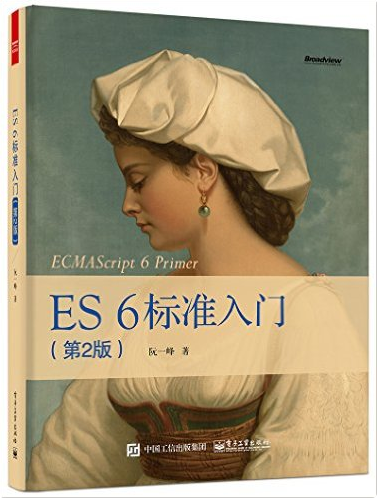 Broadview
ECMAScript 6 Primer
ES 6标准入门
（第2版）
阮一峰 著
中国工信出版集团
电子工业出版社
ES 6标准入门（第2版）
阮一峰 著